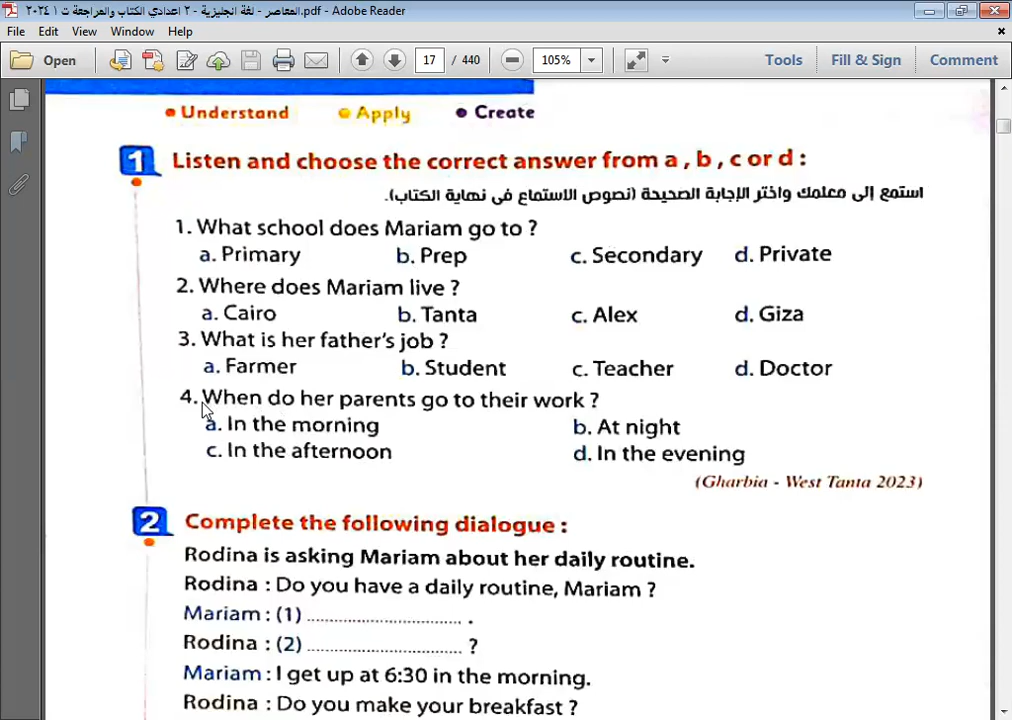 المعاصر - لغة انجليزية - ٢ اعدادي الكتاب والمراجعة ت ١ ٢٠٢٤.pdf - Adobe Reader
File Edit View Window Help
Open 17 / 440 105% Tools Fill & Sign Comment
Understand Apply Create
1 Listen and choose the correct answer from a , b , c or d :
استمع إلى معلمك واختر الإجابة الصحيحة (نصوص الاستماع فى نهاية الكتاب).
1. What school does Mariam go to ?
a. Primary b. Prep c. Secondary d. Private
2. Where does Mariam live ?
a. Cairo b. Tanta c. Alex d. Giza
3. What is her father's job ?
a. Farmer b. Student c. Teacher d. Doctor
4. When do her parents go to their work ?
a. In the morning b. At night
c. In the afternoon d. In the evening
(Gharbia - West Tanta 2023)
2 Complete the following dialogue :
Rodina is asking Mariam about her daily routine.
Rodina : Do you have a daily routine, Mariam ?
Mariam : (1) .................................... .
Rodina : (2) .................................... ?
Mariam : I get up at 6:30 in the morning.
Rodina : Do you make your breakfast ?